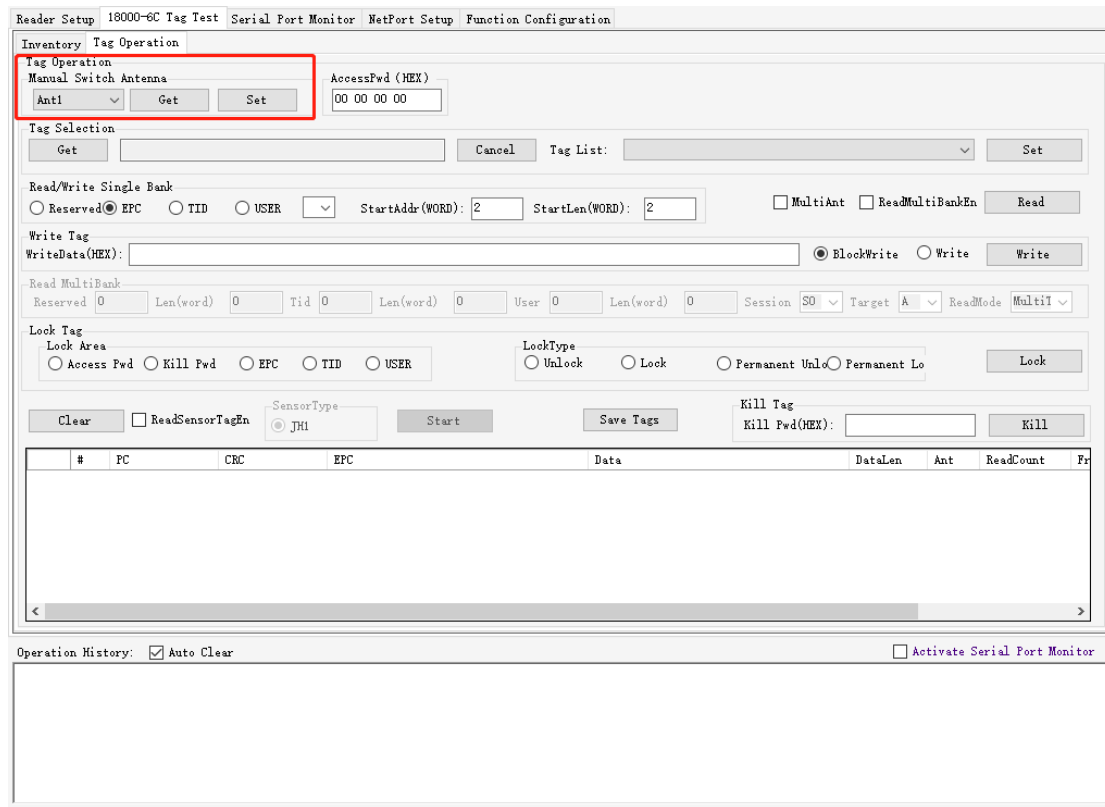 Reader Setup 18000-6C Tag Test Serial Port Monitor NetPort Setup Function Configuration
Inventory Tag Operation
Tag Operation
Manual Switch Antenna AccessPwd (HEX)
Ant1 Get Set 00 00 00 00
Tag Selection
Get Cancel Tag List: Set
Read/Write Single Bank
Reserved EPC TID USER StartAddr(WORD): 2 StartLen(WORD): 2 MultiAnt ReadMultiBankEn Read
Write Tag
WriteData(HEX): BlockWrite Write Write
Read MultiBank
Reserved 0 Len(word) 0 Tid 0 Len(word) 0 User 0 Len(word) 0 Session S0 Target A ReadMode MultiT
Lock Tag
Lock Area LockType
Access Pwd Kill Pwd EPC TID USER Unlock Lock Permanent Unlo Permanent Lo Lock
SensorType Kill Tag
Clear ReadSensorTagEn JH1 Start Save Tags Kill Pwd(HEX): Kill
# PC CRC EPC Data DataLen Ant ReadCount Fr
Operation History: Auto Clear Activate Serial Port Monitor